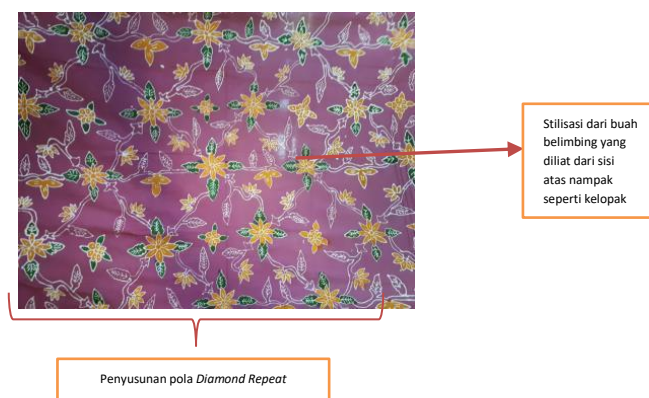 Stilisasi dari buah
belimbing yang
diliat dari sisi
atas nampak
seperti kelopak
Penyusunan pola Diamond Repeat